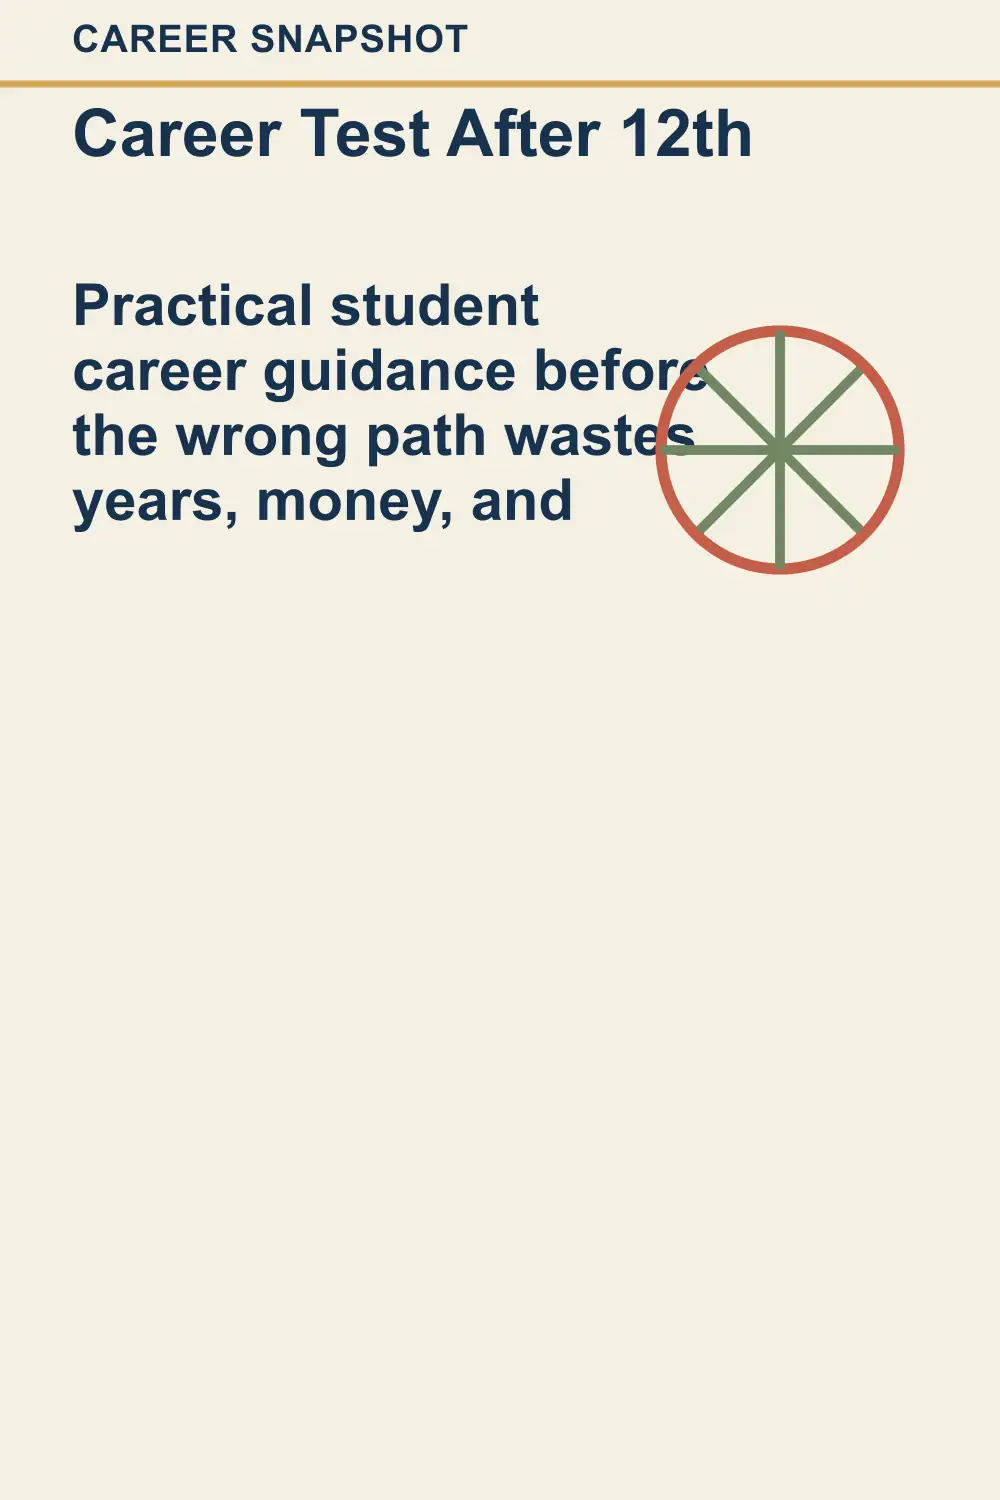 CAREER SNAPSHOT
Career Test After 12th
Practical student
career guidance before
the wrong path wastes
years, money, and